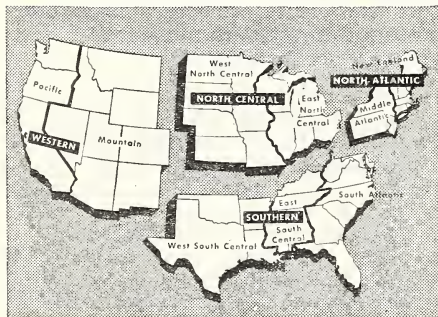 West
North Central
New England
NORTH ATLANTIC
Pacific
NORTH CENTRAL
East
North
Central
Middle
Atlantic
WESTERN
Mountain
East
South Atlantic
SOUTHERN
South
Central
West South Central